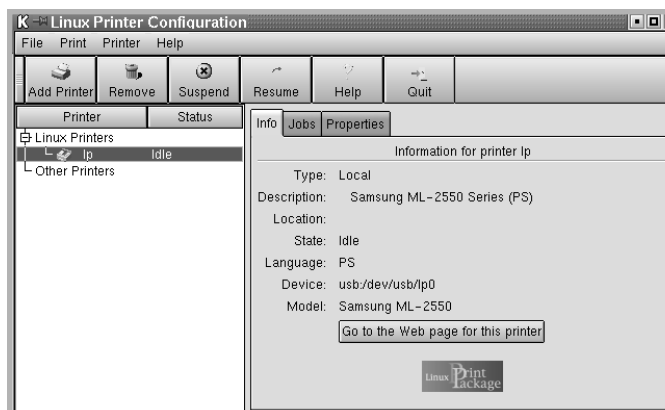 K Linux Printer Configuration
File Print Printer Help
Add Printer Remove Suspend Resume Help Quit
Printer Status
Linux Printers
lp Idle
Other Printers
Info Jobs Properties
Information for printer lp
Type: Local
Description: Samsung ML-2550 Series (PS)
Location:
State: Idle
Language: PS
Device: usb:/dev/usb/lp0
Model: Samsung ML-2550
Go to the Web page for this printer
Linux Print
Package